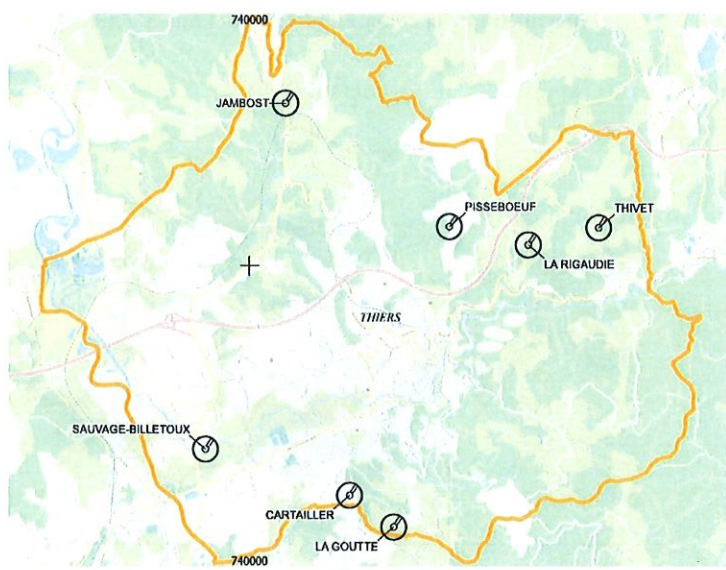 740000
JAMBOST
PISSEBOEUF
THIVET
LA RIGAUDIE
THIERS
SAUVAGE-BILLETOUX
CARTAILLER
LA GOUTTE
740000